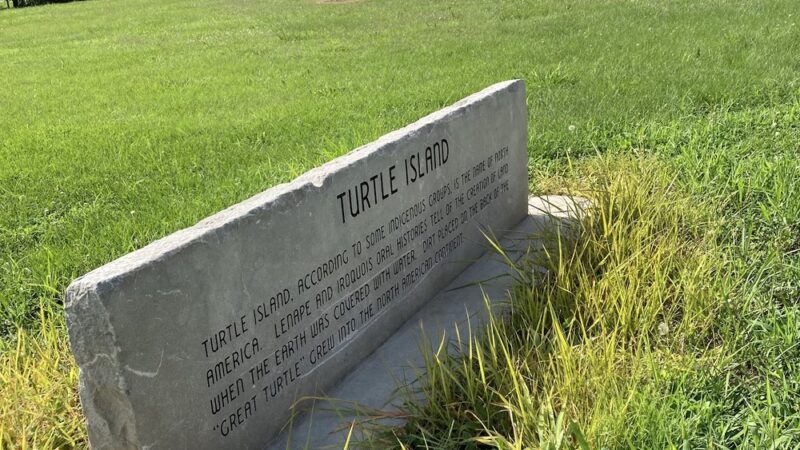 TURTLE ISLAND
TURTLE ISLAND, ACCORDING TO SOME INDIGENOUS GROUPS, IS THE NAME OF NORTH
AMERICA. LENAPE AND IROQUOIS ORAL HISTORIES TELL OF THE CREATION OF LAND
WHEN THE EARTH WAS COVERED WITH WATER. DIRT PLACED ON THE BACK OF THE
"GREAT TURTLE" GREW INTO THE NORTH AMERICAN CONTINENT.